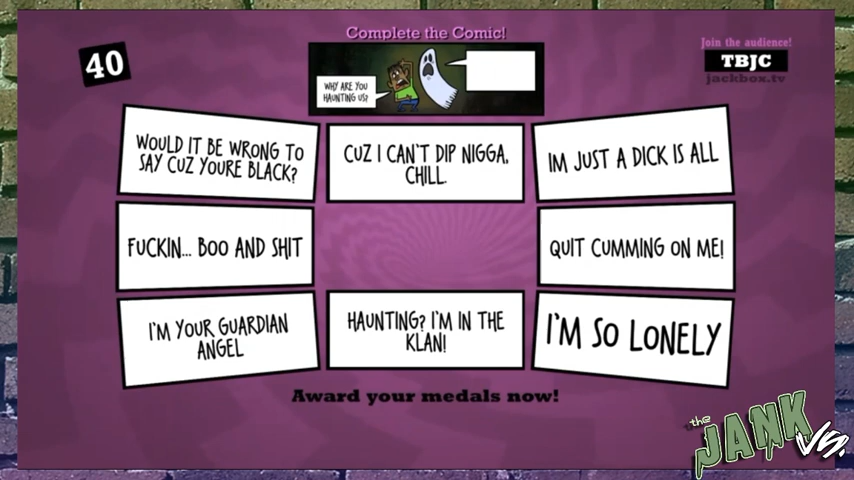 Complete the Comic!
40
WHY ARE YOU
HAUNTING US?
Join the audience!
TBJC
jackbox.tv
WOULD IT BE WRONG TO
SAY CUZ YOURE BLACK?
CUZ I CAN'T DIP NIGGA,
CHILL.
IM JUST A DICK IS ALL
FUCKIN... BOO AND SHIT
QUIT CUMMING ON ME!
I'M YOUR GUARDIAN
ANGEL
HAUNTING? I'M IN THE
KLAN!
I'M SO LONELY
Award your medals now!
the
JANK
VS.